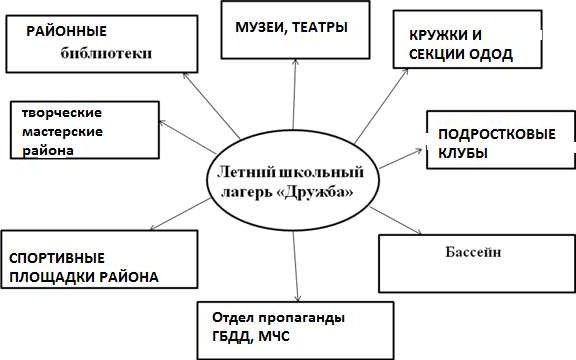 РАЙОННЫЕ
библиотеки
МУЗЕИ, ТЕАТРЫ
КРУЖКИ И
СЕКЦИИ ОДОД
творческие
мастерские
района
Летний школьный
лагерь «Дружба»
ПОДРОСТКОВЫЕ
КЛУБЫ
СПОРТИВНЫЕ
ПЛОЩАДКИ РАЙОНА
Бассейн
Отдел пропаганды
ГБДД, МЧС